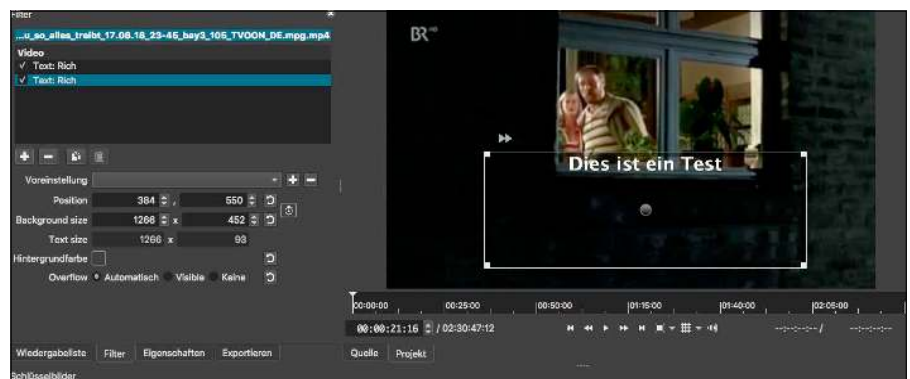 Filter
...u_so_alles_treibt_17.08.18_23-45_bay3_105_TVOON_DE.mpg.mp4
Video
✓ Text: Rich
✓ Text: Rich
Voreinstellung
Position 384 , 550
Background size 1266 x 452
Text size 1266 x 93
Hintergrundfarbe
Overflow Automatisch Visible Keine
BR
Dies ist ein Test
00:00:00 00:25:00 00:50:00 01:15:00 01:40:00 02:05:00
00:00:21:16 / 02:30:47:12 --:--:--:-- / --:--:--:--
Wiedergabeliste Filter Eigenschaften Exportieren Quelle Projekt
Schlüsselbilder